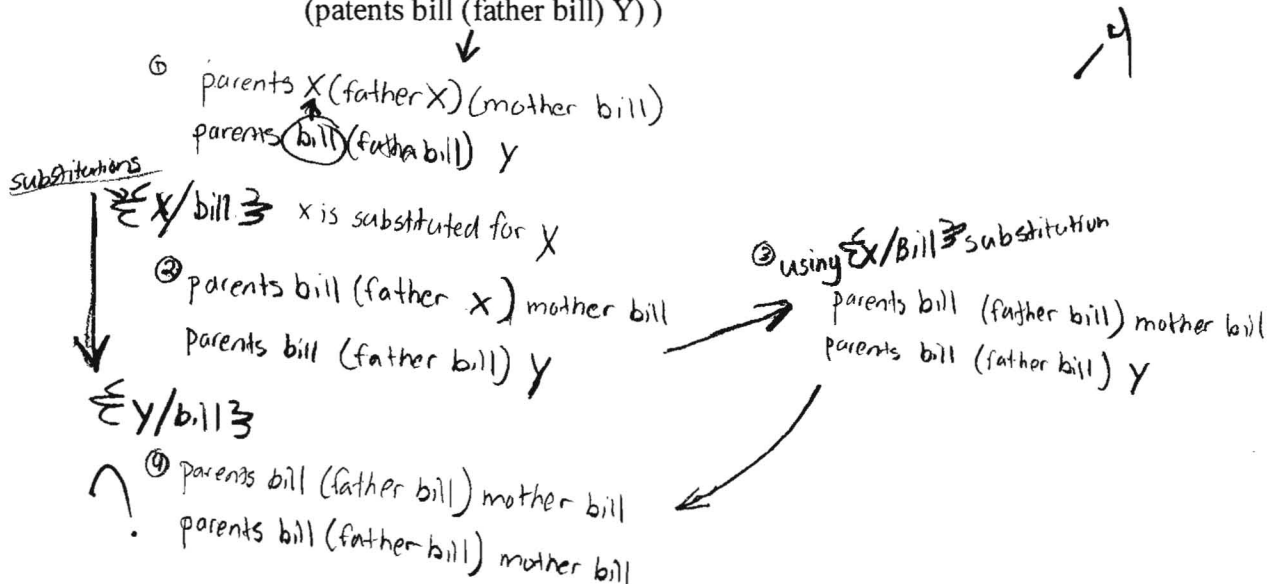 (patents bill (father bill) Y) )
① parents X (father X) (mother bill)
parents bill (fatha bill) Y
substitutions
{X/bill} x is substituted for X
② parents bill (father X) mother bill
parents bill (father bill) Y
③ using {X/Bill} substitution
parents bill (father bill) mother bill
parents bill (father bill) Y
{Y/bill}
④ parents bill (father bill) mother bill
parents bill (father bill) mother bill
?